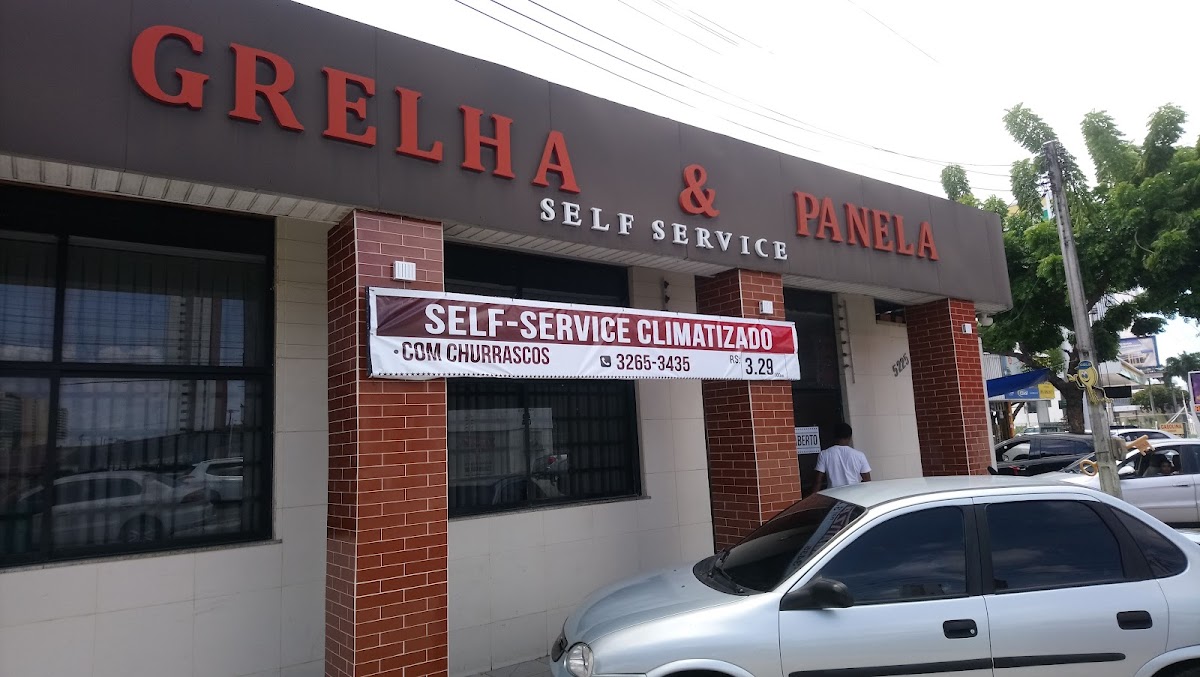 GRELHA & PANELA
SELF SERVICE
SELF-SERVICE CLIMATIZADO
•COM CHURRASCOS 3265-3435 R$: 3.29
5225
BERTO